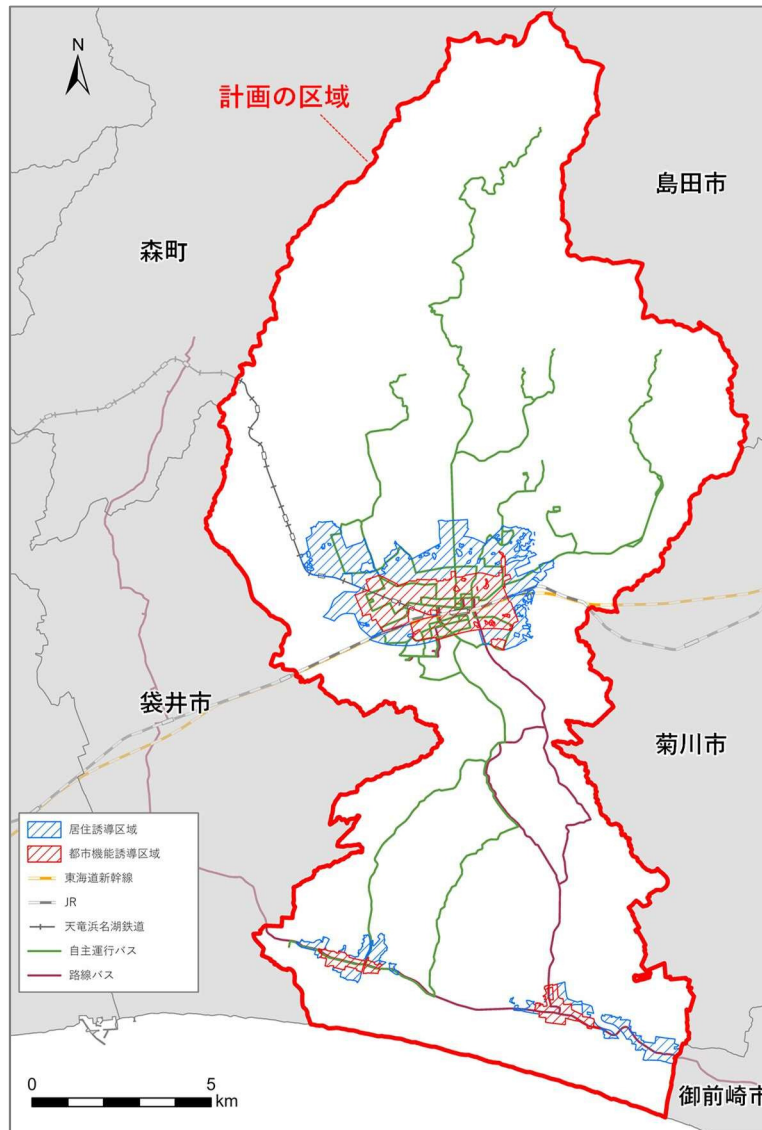 N
計画の区域
島田市
森町
袋井市
菊川市
居住誘導区域
都市機能誘導区域
東海道新幹線
JR
天竜浜名湖鉄道
自主運行バス
路線バス
0 5
km
御前崎市